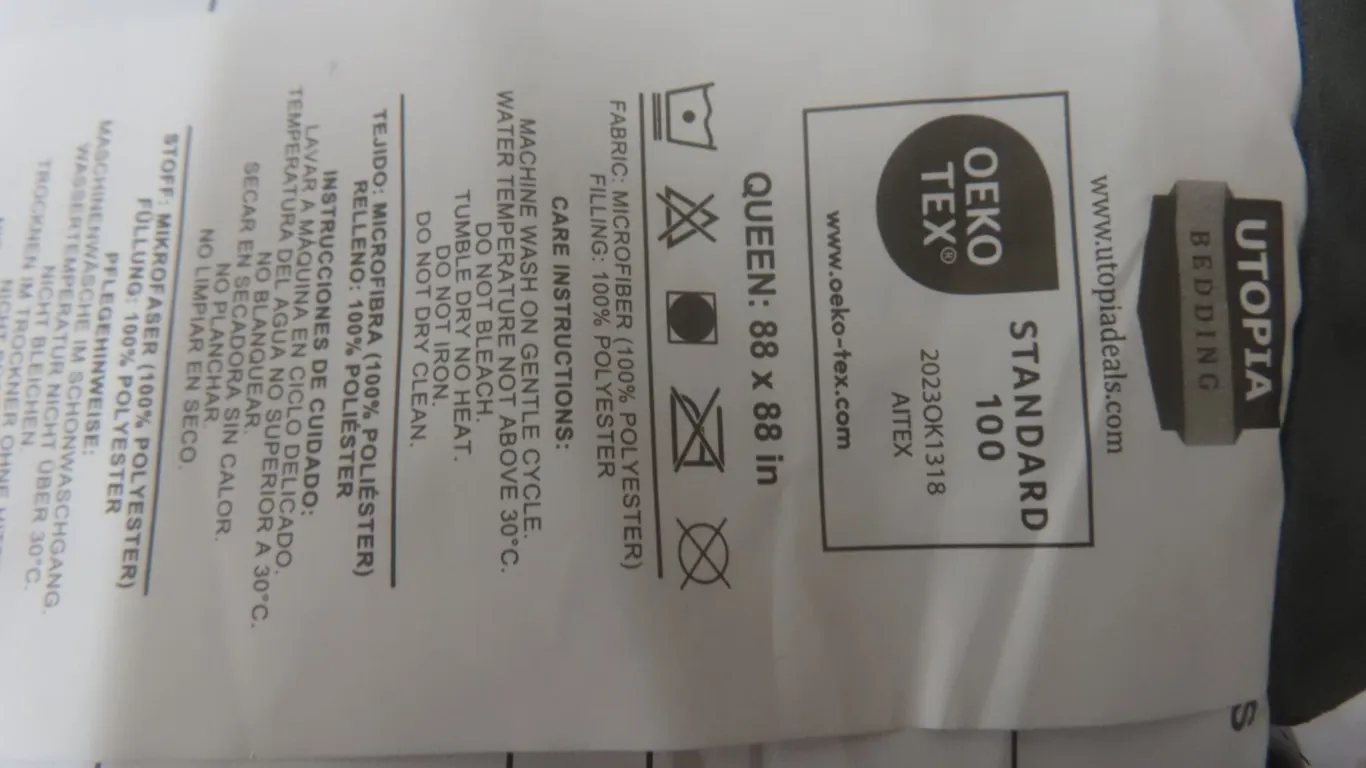 UTOPIA
BEDDING
www.utopiadeals.com
OEKO
TEX®
STANDARD
100
2023OK1318
AITEX
www.oeko-tex.com
QUEEN: 88 x 88 in
FABRIC: MICROFIBER (100% POLYESTER)
FILLING: 100% POLYESTER
CARE INSTRUCTIONS:
MACHINE WASH ON GENTLE CYCLE.
WATER TEMPERATURE NOT ABOVE 30°C.
DO NOT BLEACH.
DO NOT IRON.
TUMBLE DRY NO HEAT.
DO NOT DRY CLEAN.
TEJIDO: MICROFIBRA (100% POLIÉSTER)
RELLENO: 100% POLIÉSTER
INSTRUCCIONES DE CUIDADO:
LAVAR A MÁQUINA EN CICLO DELICADO.
TEMPERATURA DEL AGUA NO SUPERIOR A 30°C.
NO BLANQUEAR.
SECAR EN SECADORA SIN CALOR.
NO PLANCHAR.
NO LIMPIAR EN SECO.
STOFF: MIKROFASER (100% POLYESTER)
FÜLLUNG: 100% POLYESTER
PFLEGEHINWEISE:
MASCHINENWÄSCHE IM SCHONWASCHGANG.
WASSERTEMPERATUR NICHT ÜBER 30°C.
NICHT BLEICHEN.
TROCKNEN IM TROCKNER OHNE
S